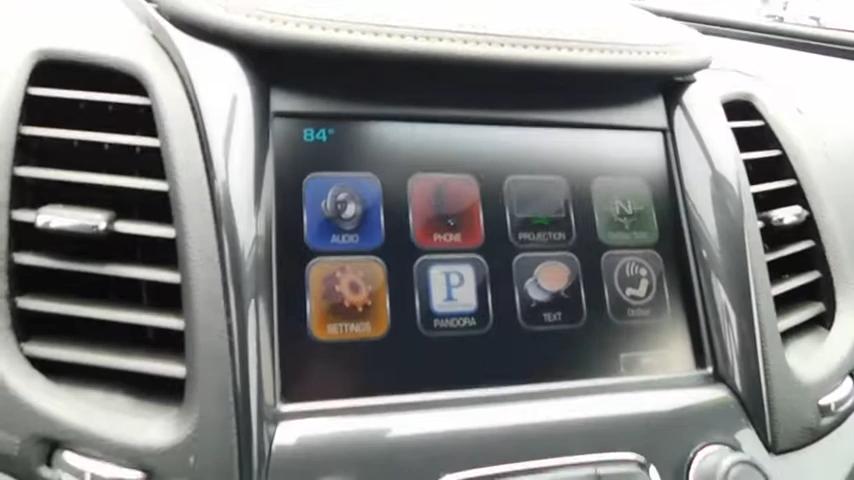 84°
AUDIO
PHONE
PROJECTION
N
SETTINGS
P
PANDORA
TEXT
OnStar